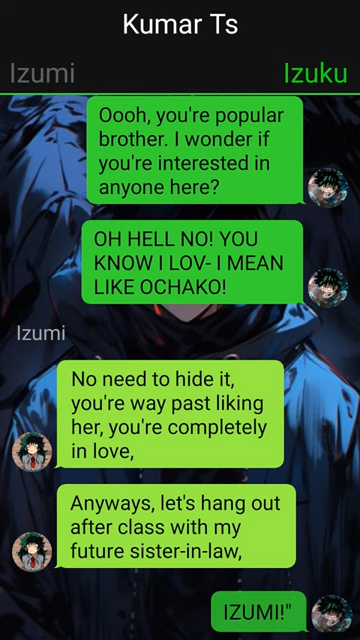 Kumar Ts
Izumi Izuku
Oooh, you're popular
brother. I wonder if
you're interested in
anyone here?
OH HELL NO! YOU
KNOW I LOV- I MEAN
LIKE OCHAKO!
Izumi
No need to hide it,
you're way past liking
her, you're completely
in love,
Anyways, let's hang out
after class with my
future sister-in-law,
IZUMI!"